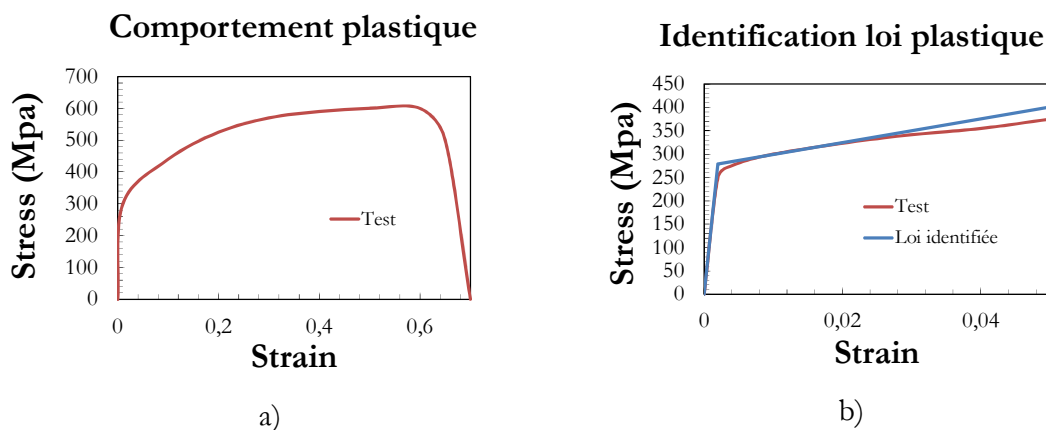 Comportement plastique
700
600
500
400
300
200
100
0
Stress (Mpa)
Test
0 0,2 0,4 0,6
Strain
a)
Identification loi plastique
450
400
350
300
250
200
150
100
50
0
Stress (Mpa)
Test
Loi identifiée
0 0,02 0,04
Strain
b)